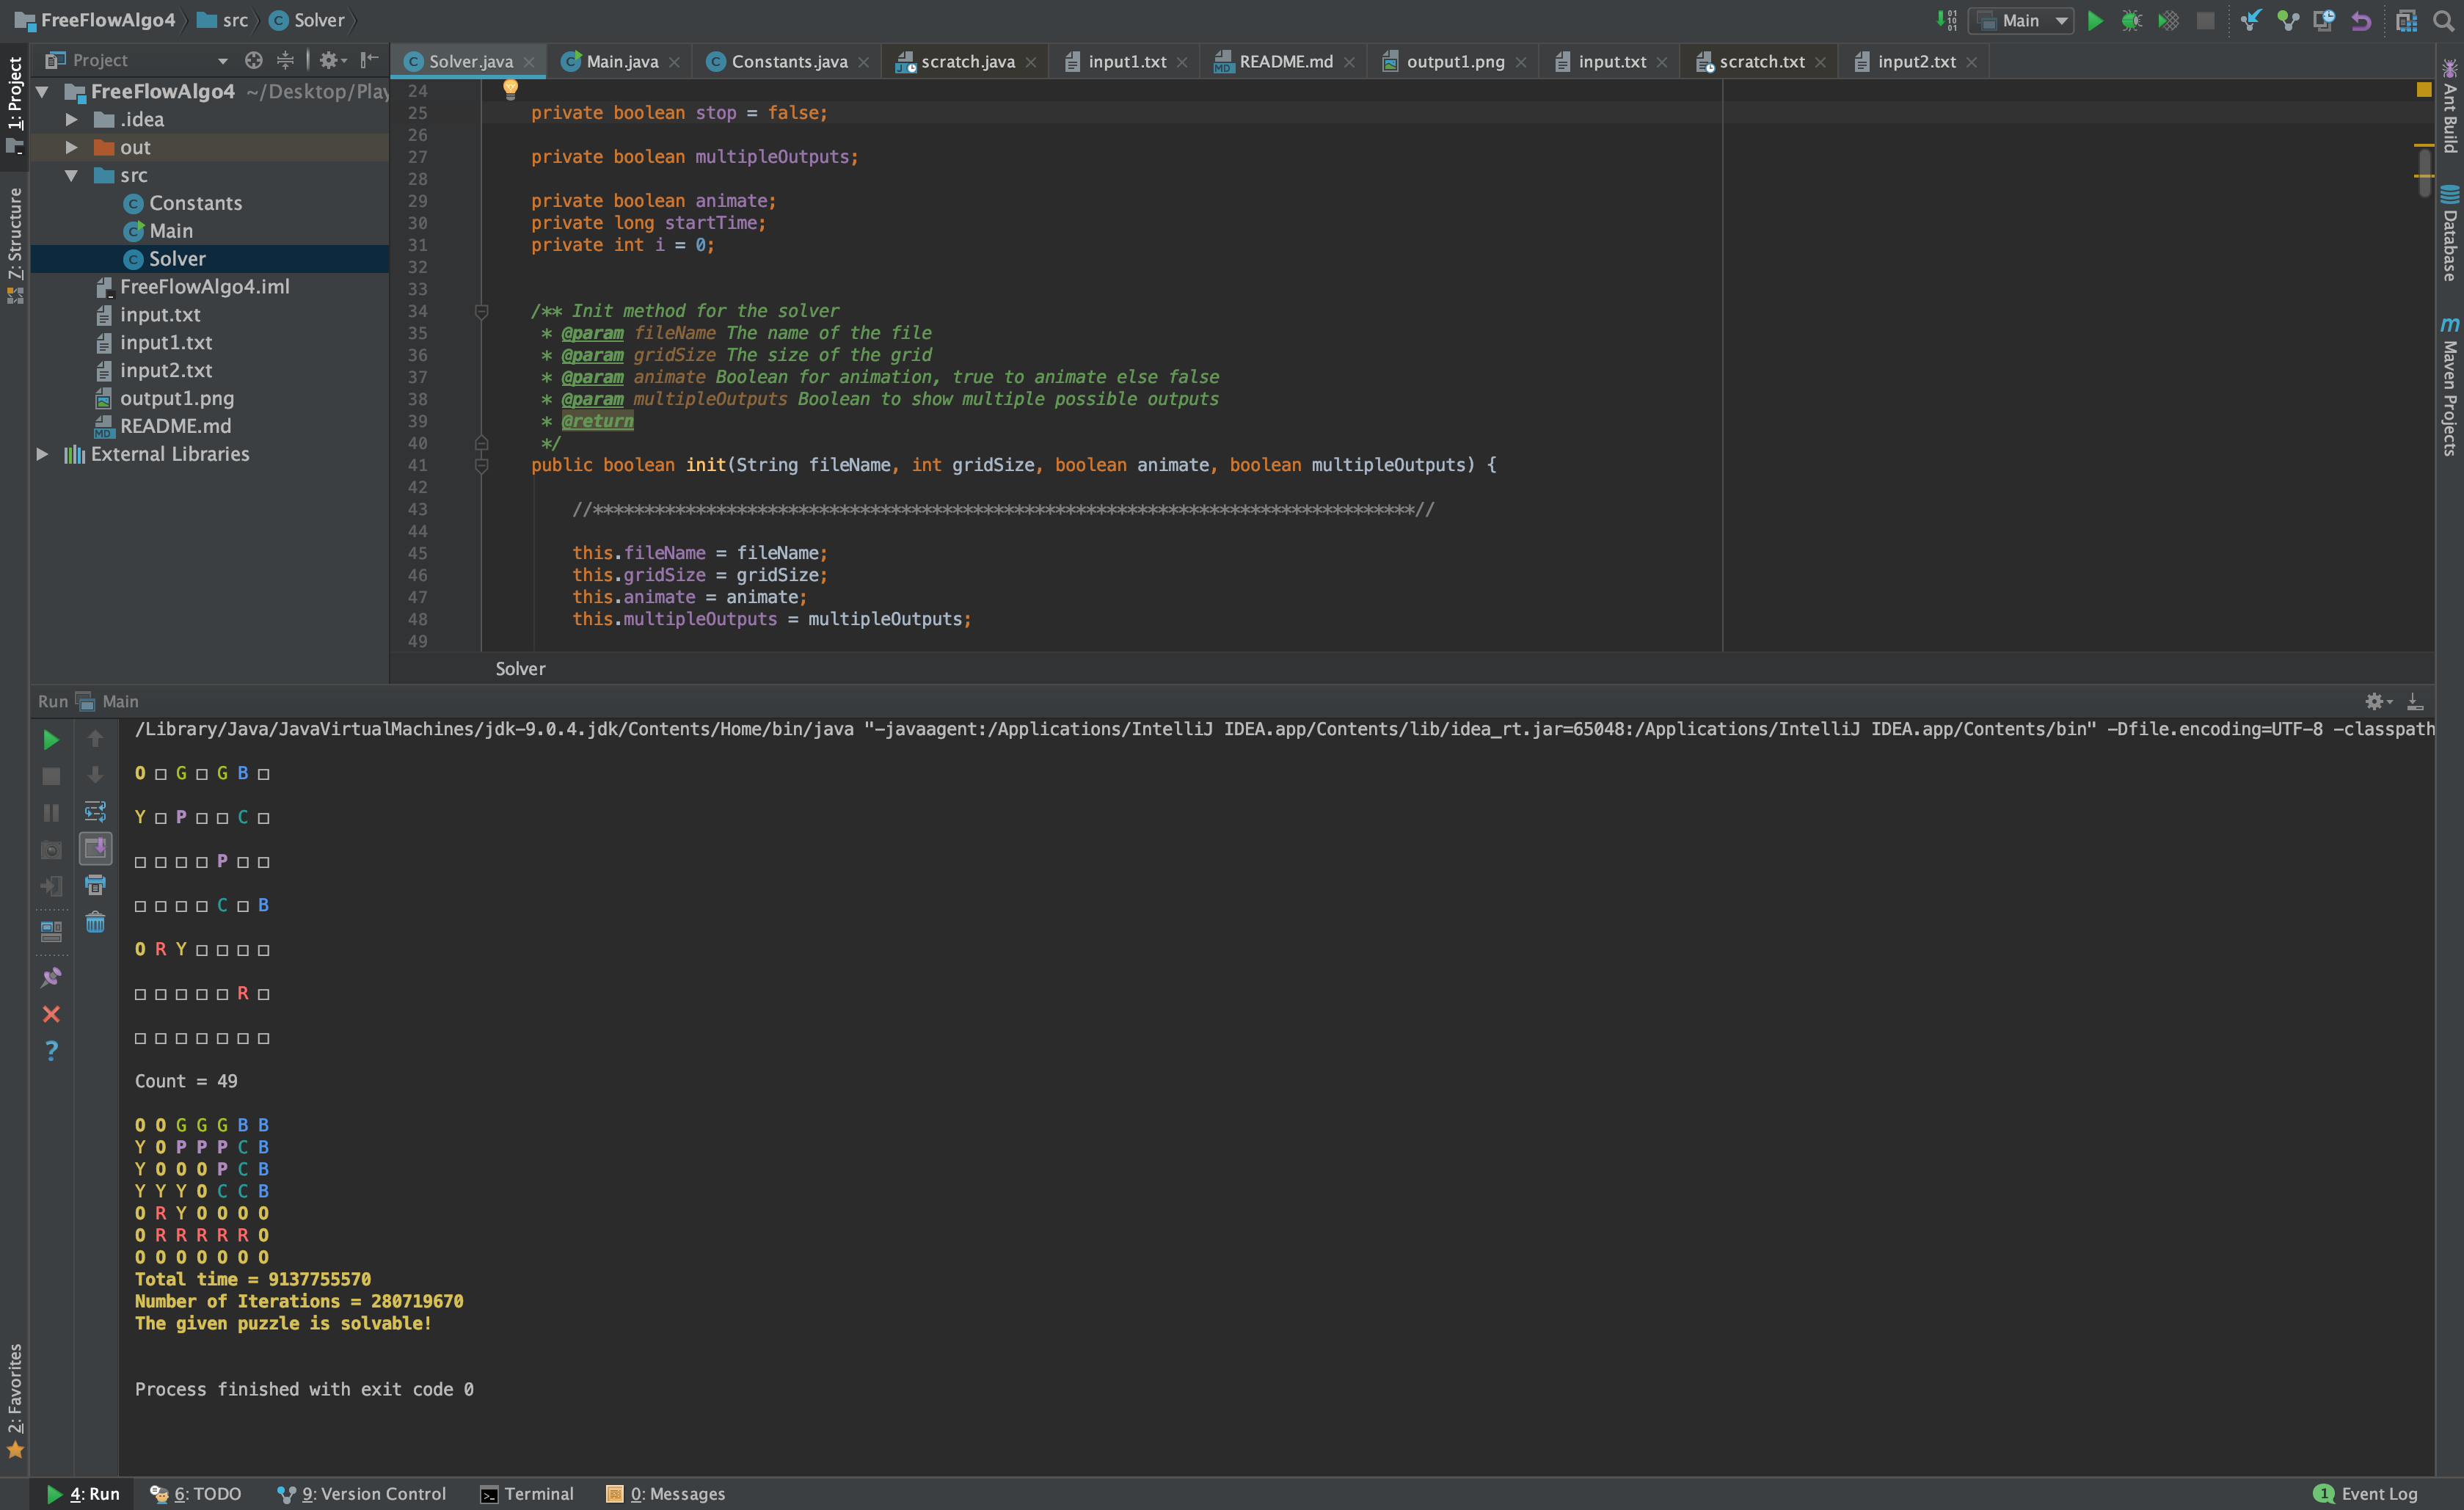 FreeFlowAlgo4 src Solver
Main
1: Project
7: Structure
2: Favorites
Project
FreeFlowAlgo4 ~/Desktop/Play
.idea
out
src
Constants
Main
Solver
FreeFlowAlgo4.iml
input.txt
input1.txt
input2.txt
output1.png
README.md
External Libraries
Solver.java Main.java Constants.java scratch.java input1.txt README.md output1.png input.txt scratch.txt input2.txt
24
25 private boolean stop = false;
26
27 private boolean multipleOutputs;
28
29 private boolean animate;
30 private long startTime;
31 private int i = 0;
32
33
34 /** Init method for the solver
35 * @param fileName The name of the file
36 * @param gridSize The size of the grid
37 * @param animate Boolean for animation, true to animate else false
38 * @param multipleOutputs Boolean to show multiple possible outputs
39 * @return
40 */
41 public boolean init(String fileName, int gridSize, boolean animate, boolean multipleOutputs) {
42
43 //********************************************************************************//
44
45 this.fileName = fileName;
46 this.gridSize = gridSize;
47 this.animate = animate;
48 this.multipleOutputs = multipleOutputs;
49
Solver
Ant Build
Database
Maven Projects
Run Main
/Library/Java/JavaVirtualMachines/jdk-9.0.4.jdk/Contents/Home/bin/java "-javaagent:/Applications/IntelliJ IDEA.app/Contents/lib/idea_rt.jar=65048:/Applications/IntelliJ IDEA.app/Contents/bin" -Dfile.encoding=UTF-8 -classpath
O □ G □ G B □
Y □ P □ □ C □
□ □ □ □ P □ □
□ □ □ □ C □ B
O R Y □ □ □ □
□ □ □ □ □ R □
□ □ □ □ □ □ □
Count = 49
O O G G G B B
Y O P P P C B
Y O O O P C B
Y Y Y O C C B
O R Y O O O O
O R R R R R O
O O O O O O O
Total time = 9137755570
Number of Iterations = 280719670
The given puzzle is solvable!
Process finished with exit code 0
4: Run 6: TODO 9: Version Control Terminal 0: Messages 1 Event Log